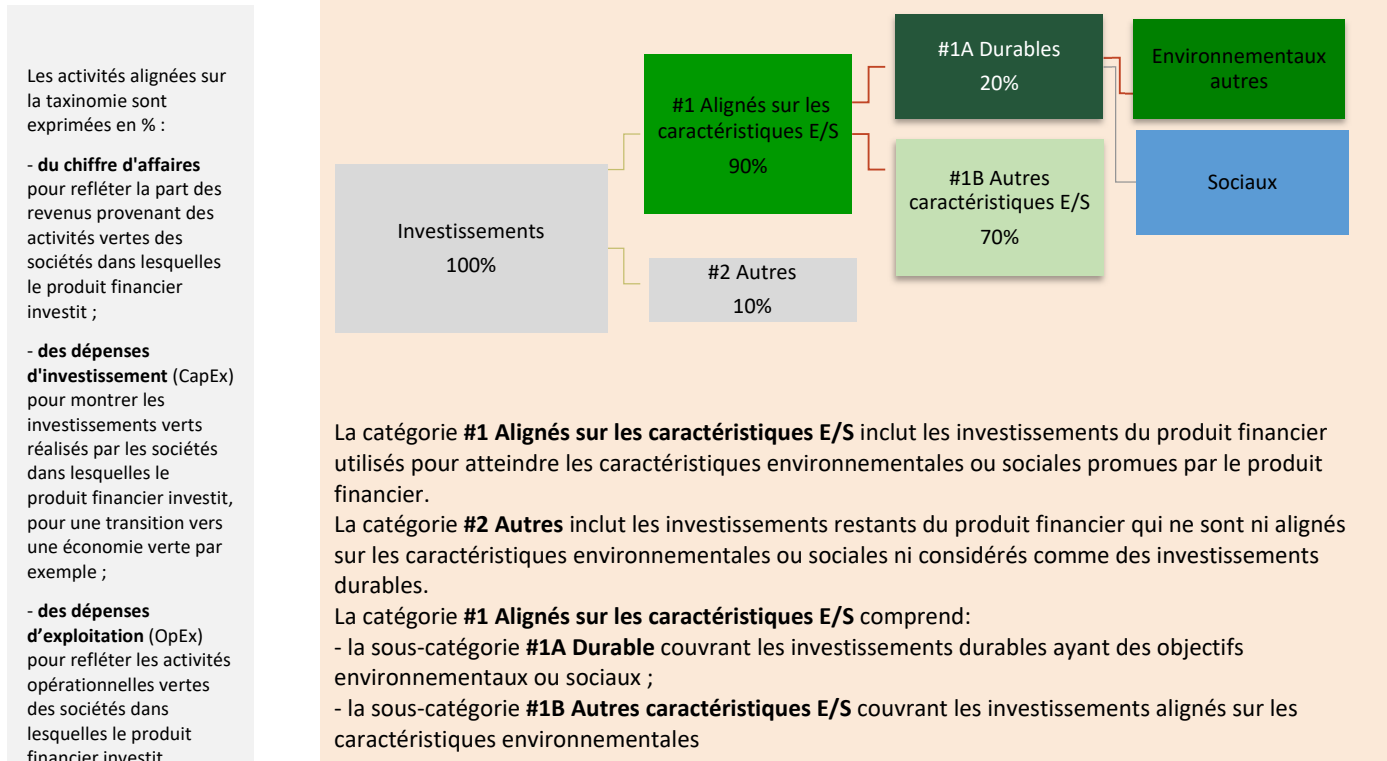 Les activités alignées sur
la taxinomie sont
exprimées en % :
- du chiffre d'affaires
pour refléter la part des
revenus provenant des
activités vertes des
sociétés dans lesquelles
le produit financier
investit ;
- des dépenses
d'investissement (CapEx)
pour montrer les
investissements verts
réalisés par les sociétés
dans lesquelles le
produit financier investit,
pour une transition vers
une économie verte par
exemple ;
- des dépenses
d’exploitation (OpEx)
pour refléter les activités
opérationnelles vertes
des sociétés dans
lesquelles le produit
financier investit
Investissements
100%
#1 Alignés sur les
caractéristiques E/S
90%
#2 Autres
10%
#1A Durables
20%
#1B Autres
caractéristiques E/S
70%
Environnementaux
autres
Sociaux
La catégorie #1 Alignés sur les caractéristiques E/S inclut les investissements du produit financier
utilisés pour atteindre les caractéristiques environnementales ou sociales promues par le produit
financier.
La catégorie #2 Autres inclut les investissements restants du produit financier qui ne sont ni alignés
sur les caractéristiques environnementales ou sociales ni considérés comme des investissements
durables.
La catégorie #1 Alignés sur les caractéristiques E/S comprend:
- la sous-catégorie #1A Durable couvrant les investissements durables ayant des objectifs
environnementaux ou sociaux ;
- la sous-catégorie #1B Autres caractéristiques E/S couvrant les investissements alignés sur les
caractéristiques environnementales